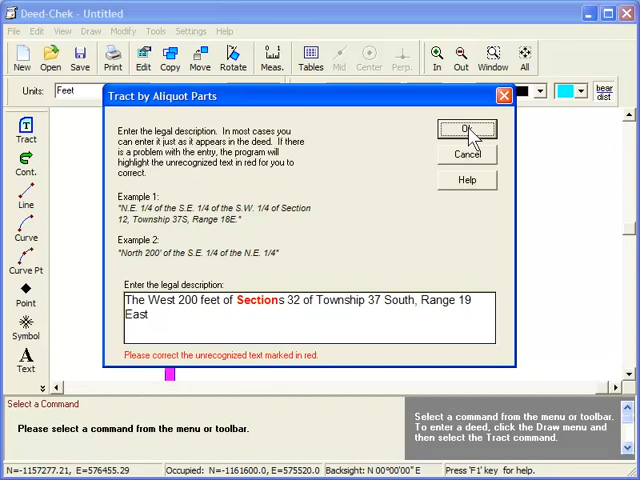 Deed-Chek - Untitled
File Edit View Draw Modify Tools Settings Help
New Open Save Print Edit Copy Move Rotate Meas. Tables Mid Center Perp. In Out Window All
Units: Feet
bear
dist
Tract by Aliquot Parts
Enter the legal description. In most cases you
can enter it just as it appears in the deed. If there
is a problem with the entry, the program will
highlight the unrecognized text in red for you to
correct.
Example 1:
"N.E. 1/4 of the S.E. 1/4 of the S.W. 1/4 of Section
12, Township 37S, Range 18E."
Example 2:
"North 200' of the S.E. 1/4 of the N.E. 1/4"
Cancel
Help
Enter the legal description:
The West 200 feet of Sections 32 of Township 37 South, Range 19
East
Please correct the unrecognized text marked in red.
Tract
Cont.
Line
Curve
Curve Pt
Point
Symbol
A
Text
Select a Command
Please select a command from the menu or toolbar.
Select a command from the menu or toolbar.
To enter a deed, click the Draw menu and
then select the Tract command.
N=-1157277.21, E=576455.29 Occupied: N=-1161600.0, E=575520.0 Backsight: N 00°00'00" E Press 'F1' key for help.